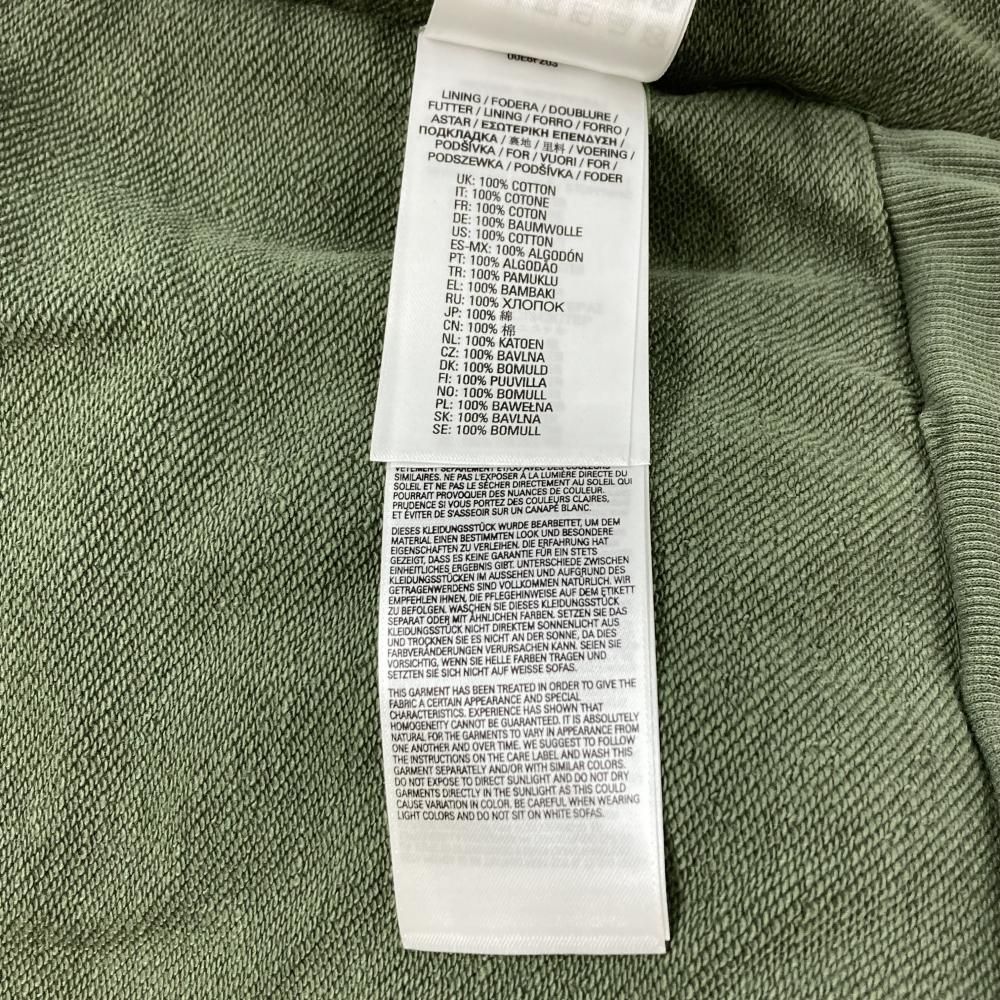 LINING / FODERA / DOUBLURE /
FUTTER / LINING / FORRO / FORRO /
ASTAR / ΕΣΩΤΕΡΙΚΗ ΕΠΕΝΔΥΣΗ /
ПОДКЛАДКА / 裏地 / 里料 / VOERING /
PODŠÍVKA / FOR / VUORI / FOR /
PODSZEWKA / PODŠÍVKA / FODER
UK: 100% COTTON
IT: 100% COTONE
FR: 100% COTON
DE: 100% BAUMWOLLE
US: 100% COTTON
ES-MX: 100% ALGODÓN
PT: 100% ALGODÃO
TR: 100% PAMUKLU
EL: 100% ΒΑΜΒΑΚΙ
RU: 100% ХЛОПОК
JP: 100% 綿
CN: 100% 棉
NL: 100% KATOEN
CZ: 100% BAVLNA
DK: 100% BOMULD
FI: 100% PUUVILLA
NO: 100% BOMULL
PL: 100% BAWEŁNA
SK: 100% BAVLNA
SE: 100% BOMULL
VETEMENT SEPAREMENT ET/OU AVEC DES COULEURS
SIMILAIRES. NE PAS L'EXPOSER À LA LUMIÈRE DIRECTE DU
SOLEIL ET NE PAS LE SÉCHER DIRECTEMENT AU SOLEIL QUI
POURRAIT PROVOQUER DES NUANCES DE COULEUR.
PRUDENCE SI VOUS PORTEZ DES COULEURS CLAIRES,
ET ÉVITER DE S'ASSEOIR SUR UN CANAPÉ BLANC.
DIESES KLEIDUNGSSTÜCK WURDE BEARBEITET, UM DEM
MATERIAL EINEN BESTIMMTEN LOOK UND BESONDERE
EIGENSCHAFTEN ZU VERLEIHEN. DIE ERFAHRUNG HAT
GEZEIGT, DASS ES KEINE GARANTIE FÜR EIN STETS
EINHEITLICHES ERGEBNIS GIBT. UNTERSCHIEDE ZWISCHEN
KLEIDUNGSSTÜCKEN IM AUSSEHEN UND AUFGRUND DES
GETRAGENWERDENS SIND VOLLKOMMEN NATÜRLICH. WIR
EMPFEHLEN IHNEN, DIE PFLEGEHINWEISE AUF DEM ETIKETT
ZU BEFOLGEN. WASCHEN SIE DIESES KLEIDUNGSSTÜCK
SEPARAT ODER MIT ÄHNLICHEN FARBEN. SETZEN SIE DAS
KLEIDUNGSSTÜCK NICHT DIREKTEM SONNENLICHT AUS
UND TROCKNEN SIE ES NICHT AN DER SONNE, DA DIES
FARBVERÄNDERUNGEN VERURSACHEN KANN. SEIEN SIE
VORSICHTIG, WENN SIE HELLE FARBEN TRAGEN UND
SETZTEN SIE SICH NICHT AUF WEISSE SOFAS.
THIS GARMENT HAS BEEN TREATED IN ORDER TO GIVE THE
FABRIC A CERTAIN APPEARANCE AND SPECIAL
CHARACTERISTICS. EXPERIENCE HAS SHOWN THAT
HOMOGENEITY CANNOT BE GUARANTEED. IT IS ABSOLUTELY
NATURAL FOR THE GARMENTS TO VARY IN APPEARANCE FROM
ONE ANOTHER AND OVER TIME. WE SUGGEST TO FOLLOW
THE INSTRUCTIONS ON THE CARE LABEL AND WASH THIS
GARMENT SEPARATELY AND/OR WITH SIMILAR COLORS.
DO NOT EXPOSE TO DIRECT SUNLIGHT AND DO NOT DRY
GARMENTS DIRECTLY IN THE SUNLIGHT AS THIS COULD
CAUSE VARIATION IN COLOR. BE CAREFUL WHEN WEARING
LIGHT COLORS AND DO NOT SIT ON WHITE SOFAS.